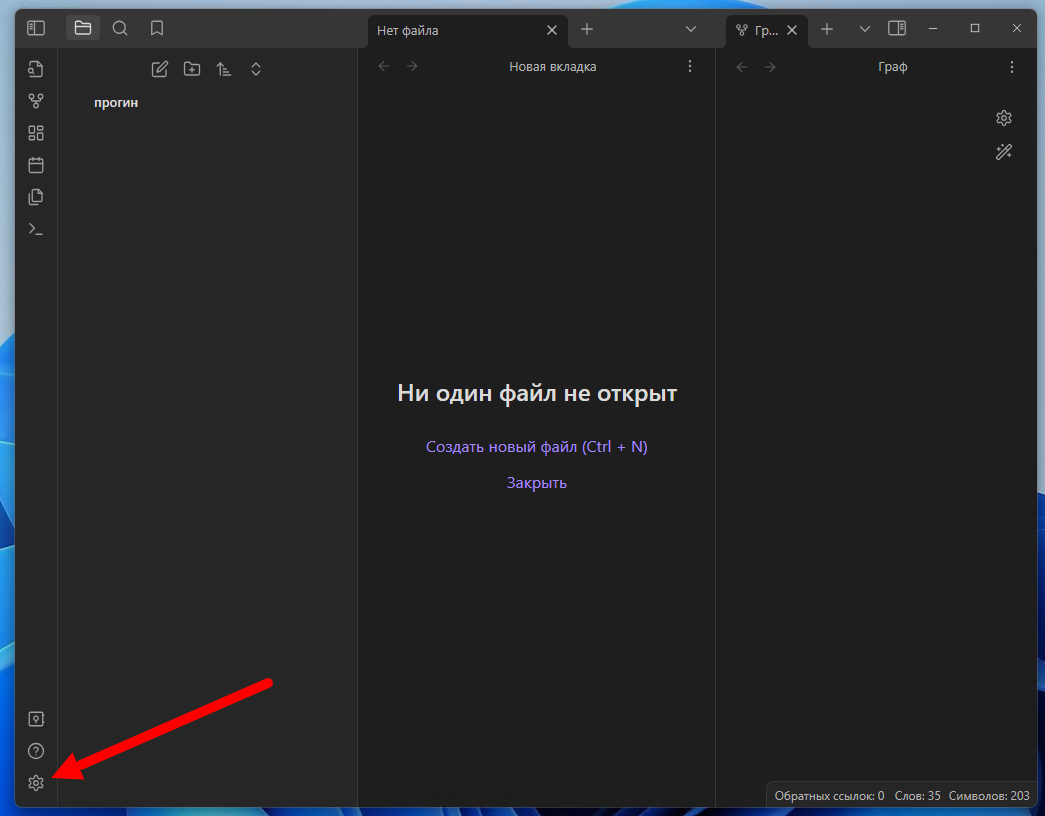 Нет файла
Гр...
Новая вкладка
Граф
прогин
Ни один файл не открыт
Создать новый файл (Ctrl + N)
Закрыть
Обратных ссылок: 0 Слов: 35 Символов: 203